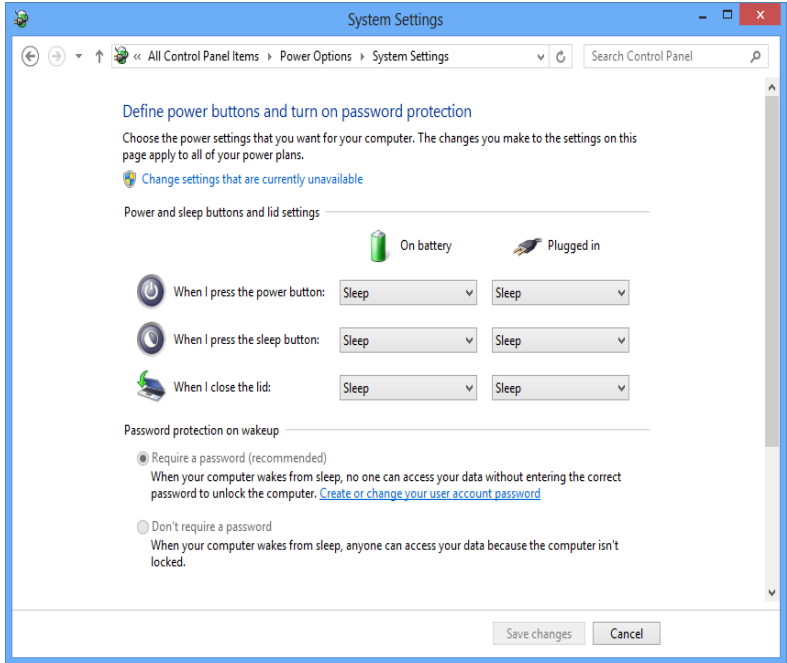 System Settings
« All Control Panel Items Power Options System Settings Search Control Panel
Define power buttons and turn on password protection
Choose the power settings that you want for your computer. The changes you make to the settings on this
page apply to all of your power plans.
Change settings that are currently unavailable
Power and sleep buttons and lid settings
On battery Plugged in
When I press the power button: Sleep Sleep
When I press the sleep button: Sleep Sleep
When I close the lid: Sleep Sleep
Password protection on wakeup
Require a password (recommended)
When your computer wakes from sleep, no one can access your data without entering the correct
password to unlock the computer. Create or change your user account password
Don't require a password
When your computer wakes from sleep, anyone can access your data because the computer isn't
locked.
Save changes Cancel